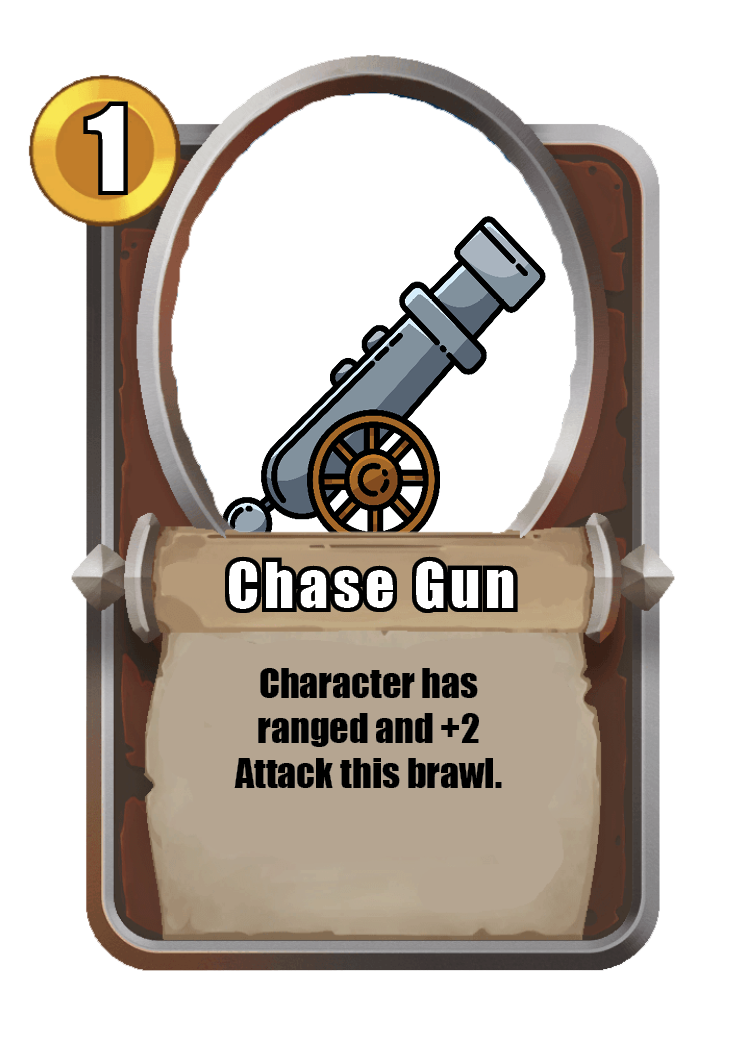 1
Chase Gun
Character has
ranged and +2
Attack this brawl.